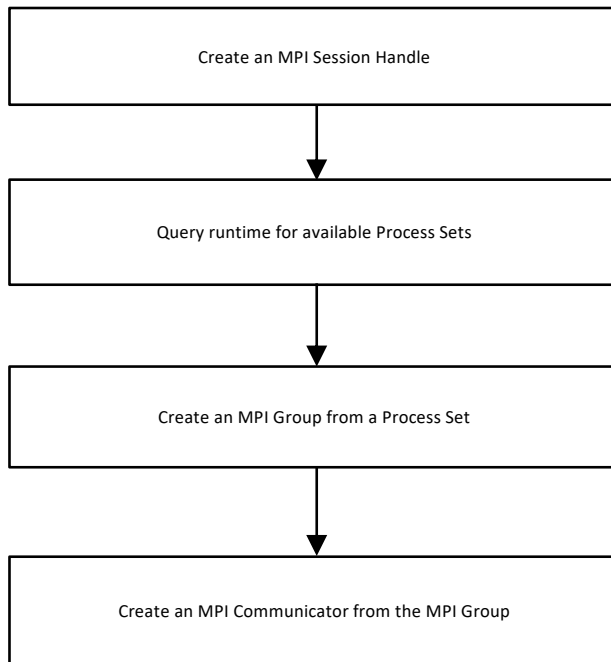 Create an MPI Session Handle
Query runtime for available Process Sets
Create an MPI Group from a Process Set
Create an MPI Communicator from the MPI Group